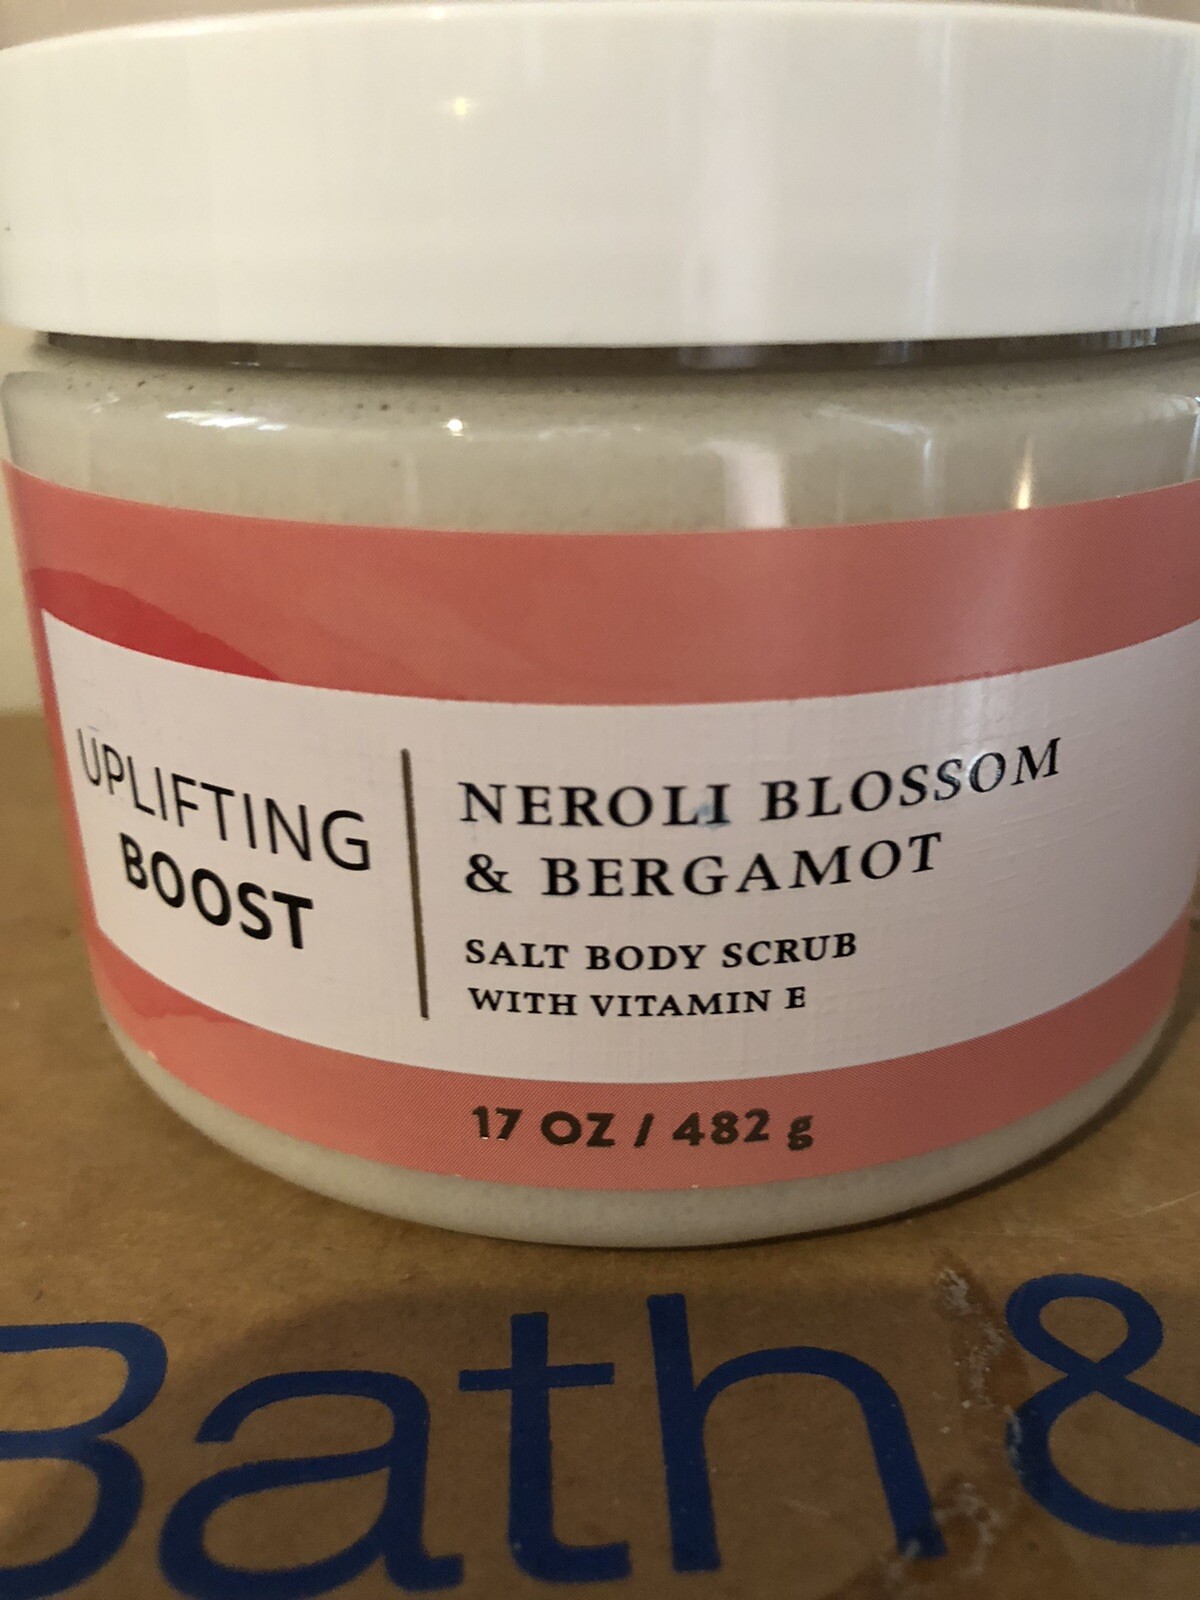 UPLIFTING
BOOST
NEROLI BLOSSOM
& BERGAMOT
SALT BODY SCRUB
WITH VITAMIN E
17 OZ / 482 g
Bath &